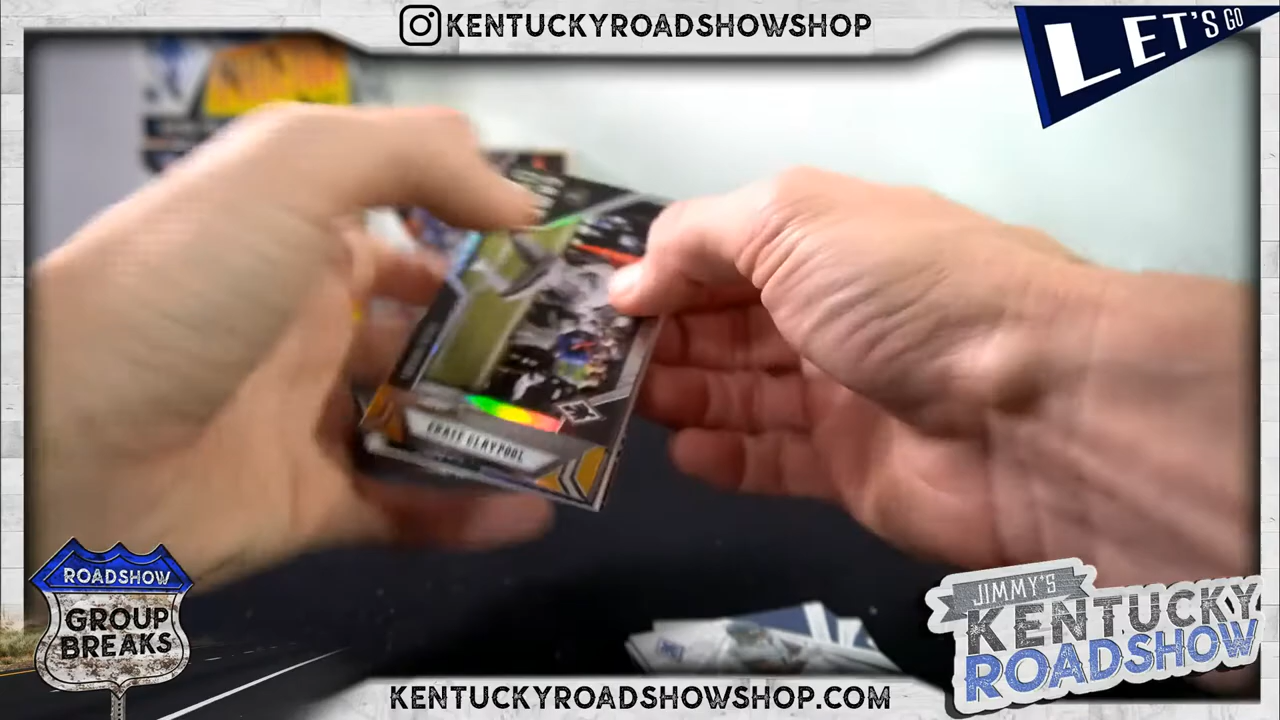 KENTUCKYROADSHOWSHOP
LET'S GO
CHASE CLAYPOOL
ROADSHOW
GROUP
BREAKS
JIMMY'S
KENTUCKY
ROADSHOW
KENTUCKYROADSHOWSHOP.COM